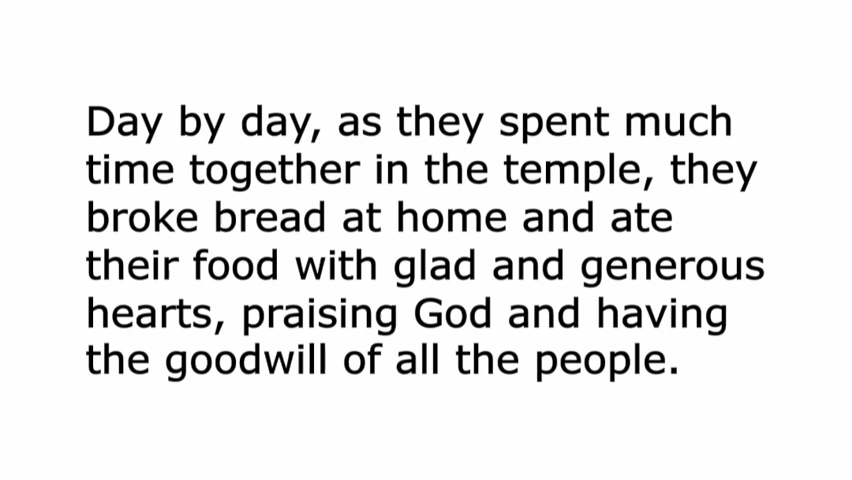 Day by day, as they spent much
time together in the temple, they
broke bread at home and ate
their food with glad and generous
hearts, praising God and having
the goodwill of all the people.